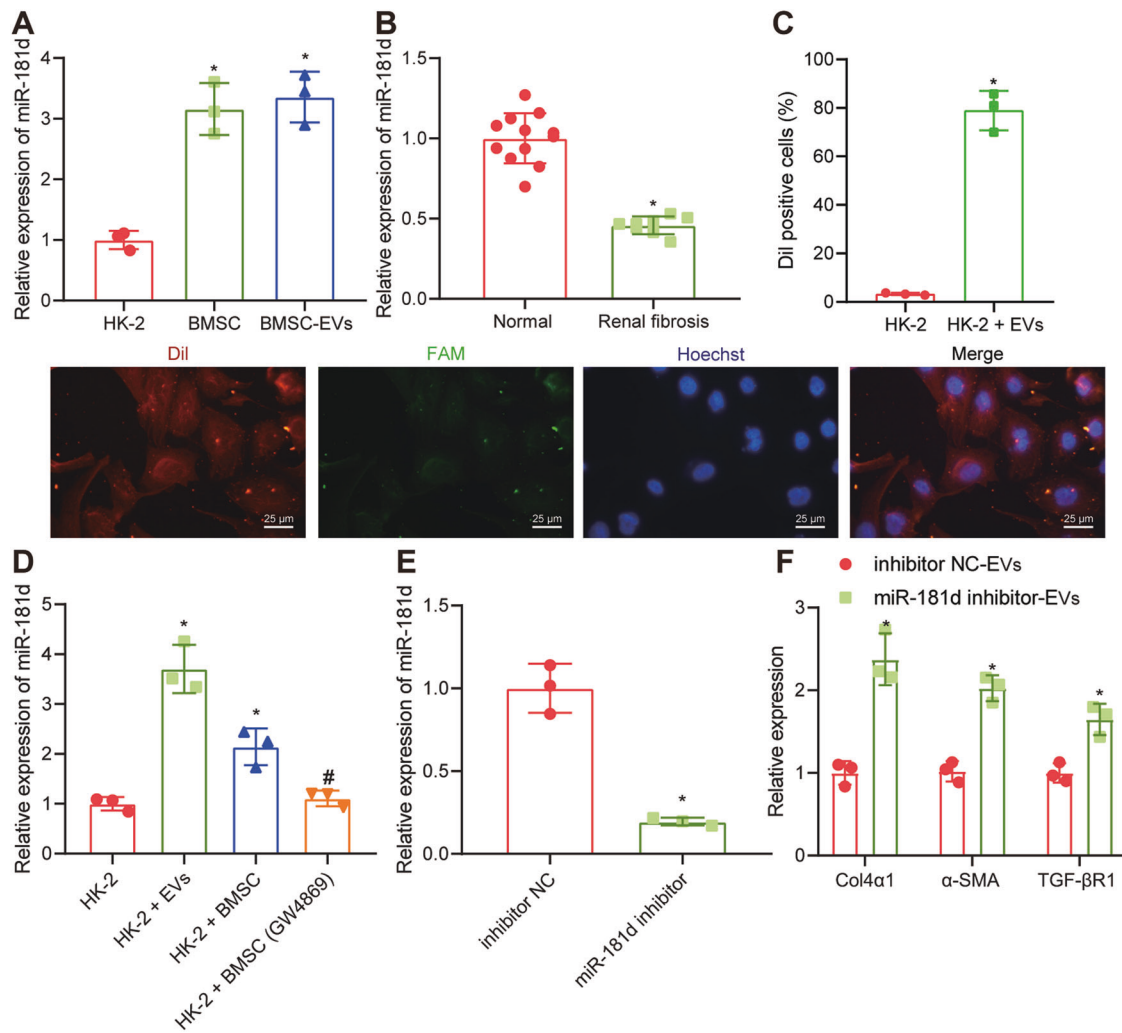 A
Relative expression of miR-181d
4
3
2
1
0
*
*
HK-2
BMSC
BMSC-EVs
B
Relative expression of miR-181d
1.5
1.0
0.5
0.0
*
Normal
Renal fibrosis
C
Dil positive cells (%)
100
80
60
40
20
0
*
HK-2
HK-2 + EVs
Dil
FAM
Hoechst
Merge
25 μm
25 μm
25 μm
25 μm
D
Relative expression of miR-181d
5
4
3
2
1
0
*
*
#
HK-2
HK-2 + EVs
HK-2 + BMSC
HK-2 + BMSC (GW4869)
E
Relative expression of miR-181d
1.5
1.0
0.5
0.0
*
inhibitor NC
miR-181d inhibitor
F
inhibitor NC-EVs
miR-181d inhibitor-EVs
Relative expression
3
2
1
0
*
*
*
Col4α1
α-SMA
TGF-βR1